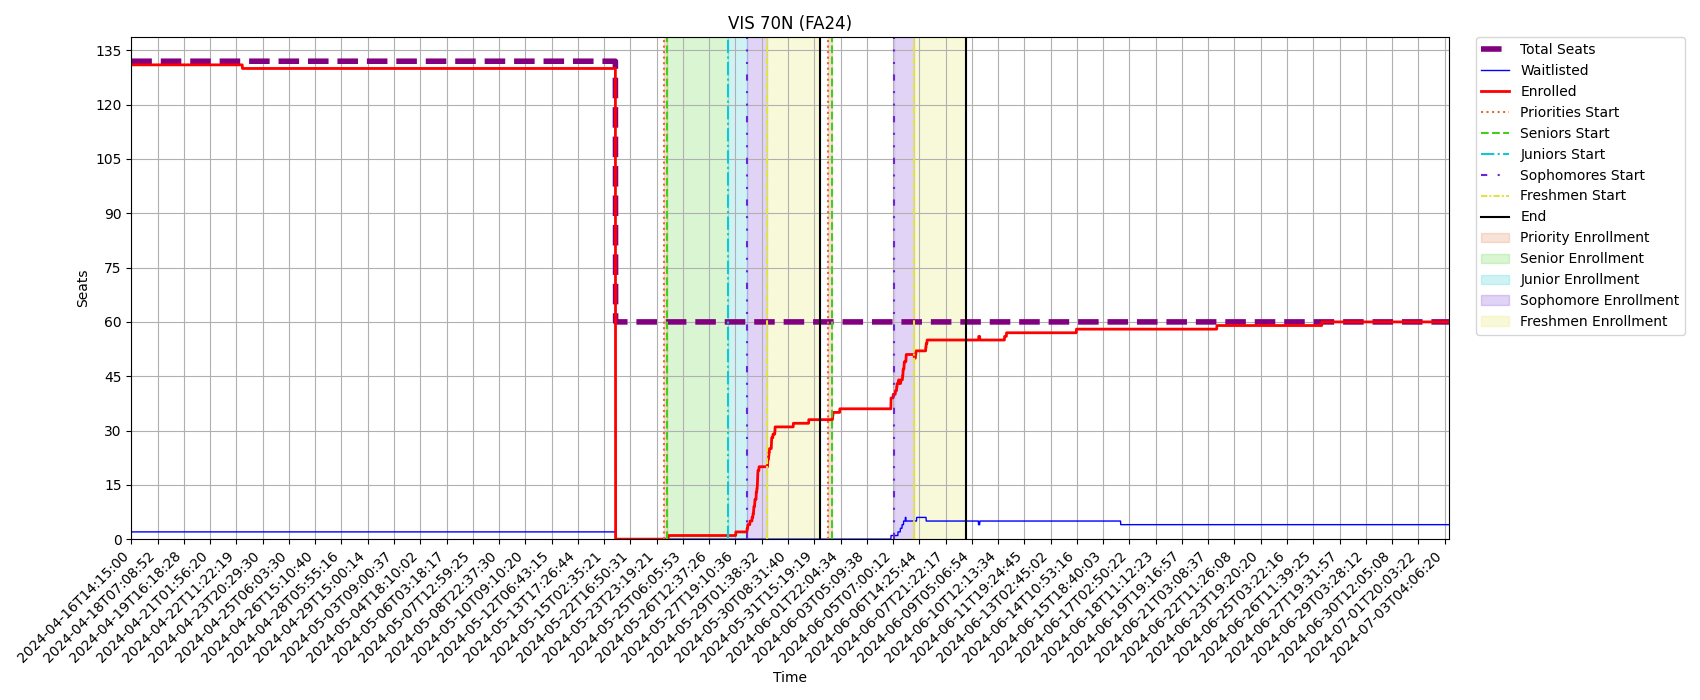 VIS 70N (FA24)
135
120
105
90
75
60
45
30
15
0
Seats
2024-04-16T14:15:00
2024-04-18T07:08:52
2024-04-19T16:18:28
2024-04-21T01:56:20
2024-04-22T11:22:19
2024-04-23T20:29:30
2024-04-25T06:03:30
2024-04-26T15:10:40
2024-04-28T05:55:16
2024-04-29T15:00:14
2024-05-03T09:00:37
2024-05-04T18:10:02
2024-05-06T03:18:17
2024-05-07T12:59:25
2024-05-08T22:37:30
2024-05-10T09:10:20
2024-05-12T06:43:15
2024-05-13T17:26:44
2024-05-15T02:35:21
2024-05-22T16:50:31
2024-05-23T23:19:21
2024-05-25T06:05:53
2024-05-26T12:37:26
2024-05-27T19:10:36
2024-05-29T01:38:32
2024-05-30T08:31:40
2024-05-31T15:19:19
2024-06-01T22:04:34
2024-06-03T05:09:38
2024-06-05T07:00:12
2024-06-06T14:25:44
2024-06-07T21:22:17
2024-06-09T05:06:54
2024-06-10T12:13:34
2024-06-11T19:24:45
2024-06-13T02:45:02
2024-06-14T10:53:16
2024-06-15T18:40:03
2024-06-17T02:50:22
2024-06-18T11:12:23
2024-06-19T19:16:57
2024-06-21T03:08:37
2024-06-22T11:26:08
2024-06-23T19:20:20
2024-06-25T03:22:16
2024-06-26T11:39:25
2024-06-27T19:31:57
2024-06-29T03:28:12
2024-06-30T12:05:08
2024-07-01T20:03:22
2024-07-03T04:06:20
Time
Total Seats
Waitlisted
Enrolled
Priorities Start
Seniors Start
Juniors Start
Sophomores Start
Freshmen Start
End
Priority Enrollment
Senior Enrollment
Junior Enrollment
Sophomore Enrollment
Freshmen Enrollment